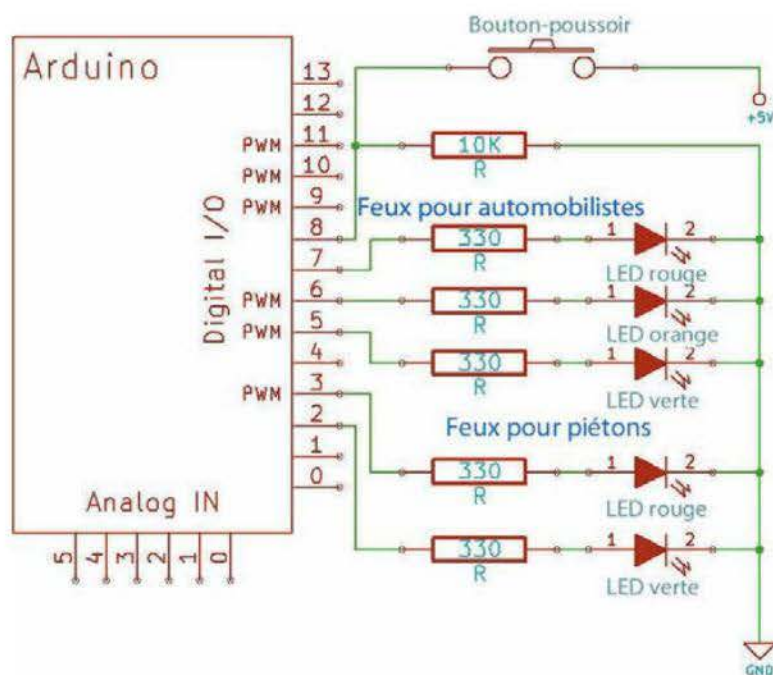 Bouton-poussoir
Arduino
13
12
+5V
PWM 11
10K
PWM 10
R
PWM 9
Feux pour automobilistes
8
330
1 2
7
R
LED rouge
Digital I/O
PWM 6
330
1 2
R
LED orange
PWM 5
330
1 2
4
R
LED verte
PWM 3
Feux pour piétons
2
1
330
1 2
0
R
LED rouge
Analog IN
330
1 2
5 4 3 2 1 0
R
LED verte
GND